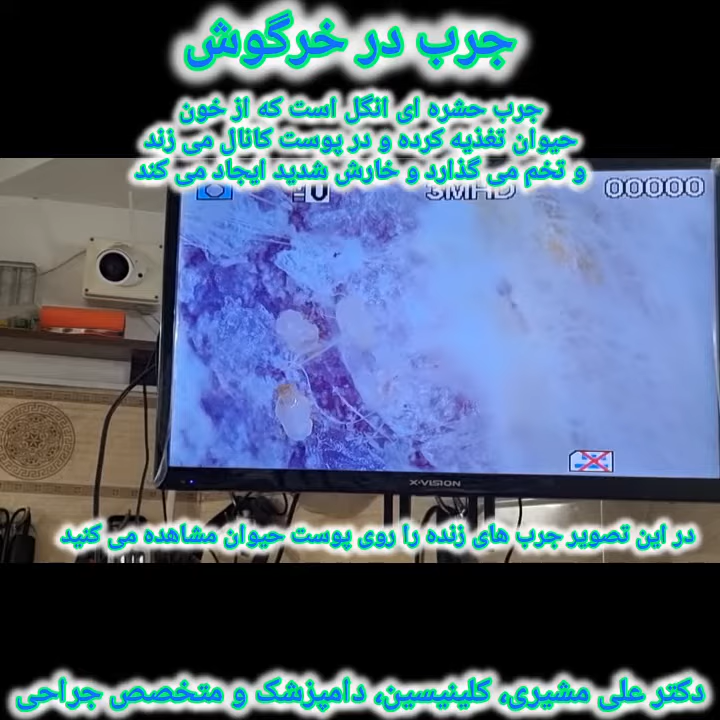 جرب در خرگوش
جرب حشره ای انگل است که از خون
حیوان تغذیه کرده و در پوست کانال می زند
و تخم می گذارد و خارش شدید ایجاد می کند
3MHD
00000
X·VISION
در این تصویر جرب های زنده را روی پوست حیوان مشاهده می کنید
دکتر علی مشیری، کلینیسین، دامپزشک و متخصص جراحی